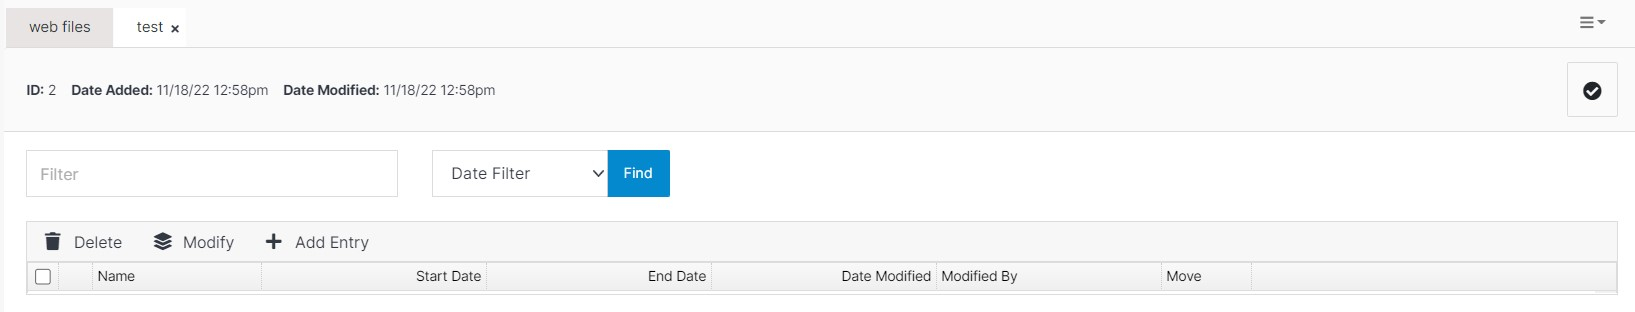 web files test ×
ID: 2 Date Added: 11/18/22 12:58pm Date Modified: 11/18/22 12:58pm
Filter Date Filter Find
Delete Modify Add Entry
Name Start Date End Date Date Modified Modified By Move